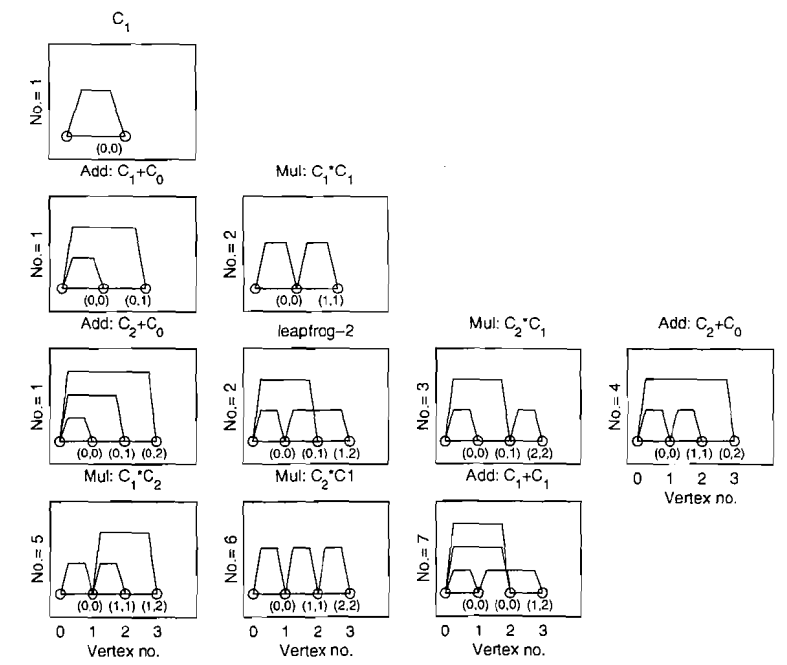 C1
No.= 1
(0,0)
Add: C1+C0
Mul: C1*C1
No.= 1
(0,0) (0,1)
No.= 2
(0,0) (1,1)
Add: C2+C0
leapfrog-2
Mul: C2*C1
Add: C2+C0
No.= 1
(0,0) (0,1) (0,2)
No.= 2
(0,0) (0,1) (1,2)
No.= 3
(0,0) (0,1) (2,2)
No.= 4
(0,0) (1,1) (0,2)
0 1 2 3
Vertex no.
Mul: C1*C2
Mul: C2*C1
Add: C1+C1
No.= 5
(0,0) (1,1) (1,2)
0 1 2 3
Vertex no.
No.= 6
(0,0) (1,1) (2,2)
0 1 2 3
Vertex no.
No.= 7
(0,0) (0,0) (1,2)
0 1 2 3
Vertex no.